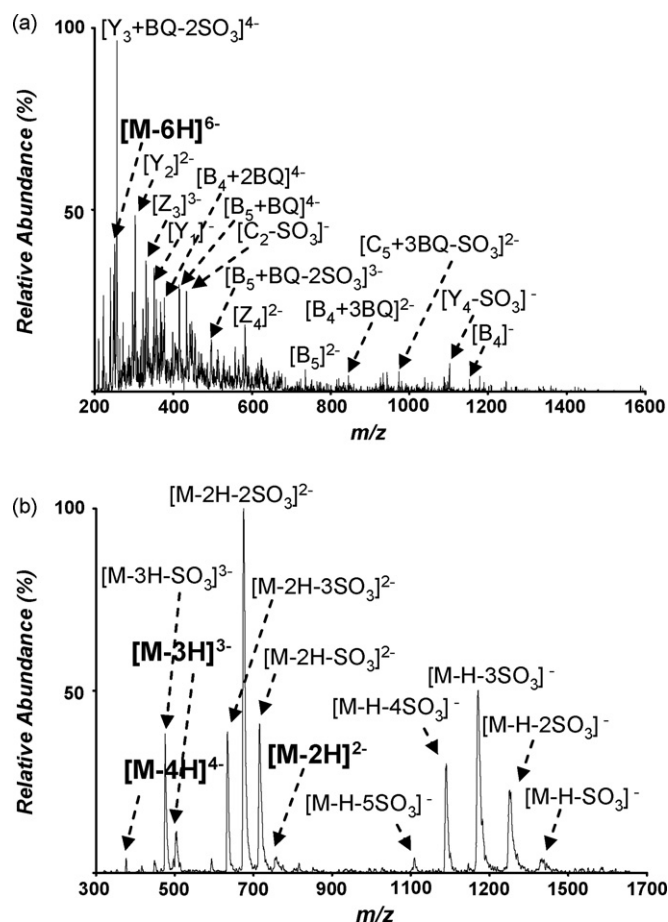 (a)
100
[Y₃+BQ-2SO₃]⁴⁻
[M-6H]⁶⁻
[Y₂]²⁻
[B₄+2BQ]⁴⁻
[Z₃]³⁻
[B₅+BQ]⁴⁻
50
[Y₁]⁻
[C₂-SO₃]⁻
[C₅+3BQ-SO₃]²⁻
[B₅+BQ-2SO₃]³⁻
[Z₄]²⁻
[B₄+3BQ]²⁻
[Y₄-SO₃]⁻
[B₅]²⁻
[B₄]⁻
Relative Abundance (%)
200 400 600 800 1000 1200 1400 1600
m/z
(b)
[M-2H-2SO₃]²⁻
100
[M-3H-SO₃]³⁻
[M-2H-3SO₃]²⁻
[M-3H]³⁻
[M-2H-SO₃]²⁻
[M-H-3SO₃]⁻
50
[M-H-4SO₃]⁻
[M-H-2SO₃]⁻
[M-4H]⁴⁻
[M-2H]²⁻
[M-H-5SO₃]⁻
[M-H-SO₃]⁻
Relative Abundance (%)
300 500 700 900 1100 1300 1500 1700
m/z